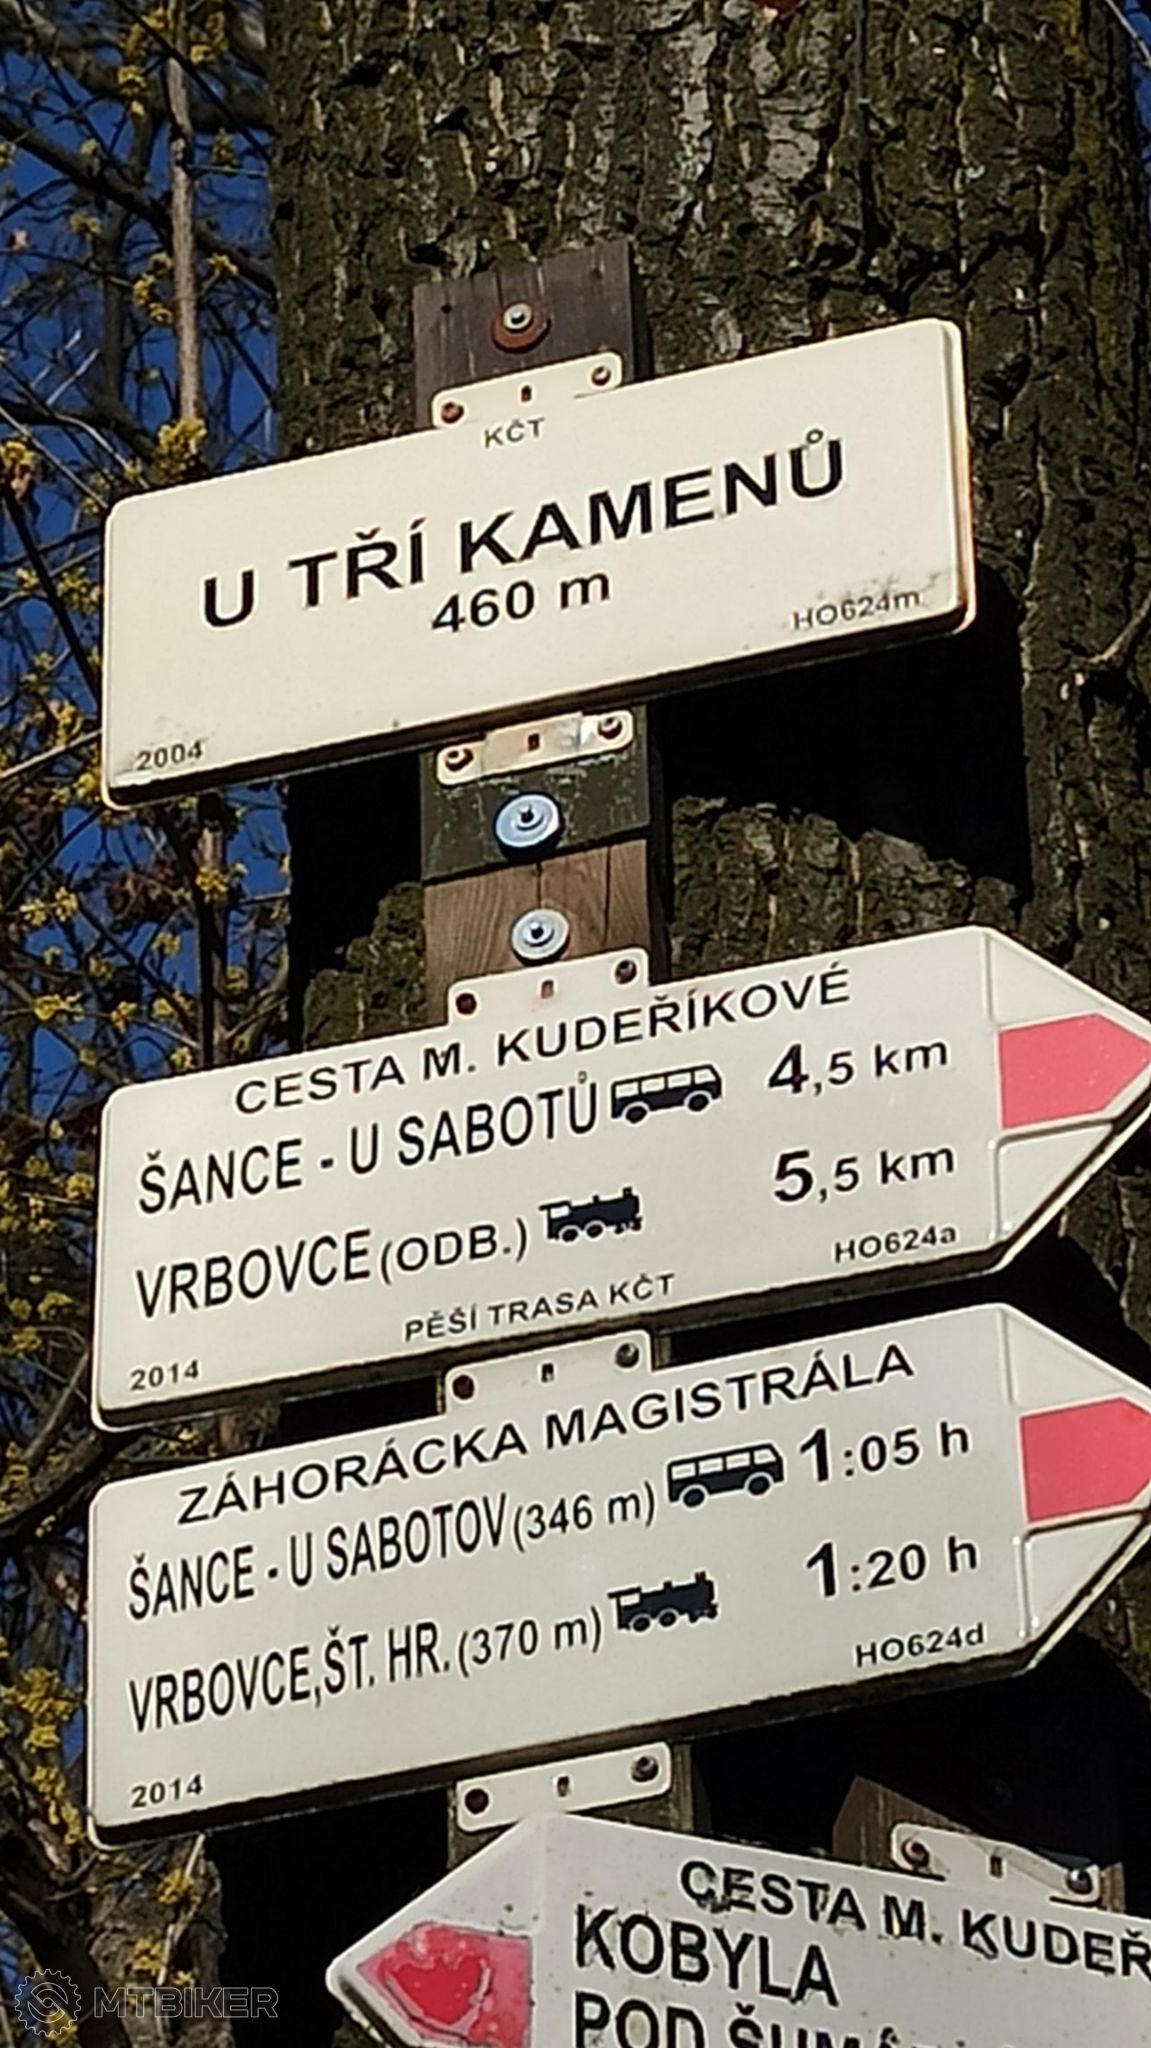 KČT
U TŘÍ KAMENŮ
460 m
HO624m
2004
CESTA M. KUDEŘÍKOVÉ
ŠANCE - U SABOTŮ 4,5 km
VRBOVCE (ODB.) 5,5 km
HO624a
PĚŠÍ TRASA KČT
2014
ZÁHORÁCKA MAGISTRÁLA
ŠANCE - U SABOTOV (346 m) 1:05 h
VRBOVCE,ŠT. HR. (370 m) 1:20 h
HO624d
2014
CESTA M. KUDEŘ
KOBYLA
POD
MTBIKER